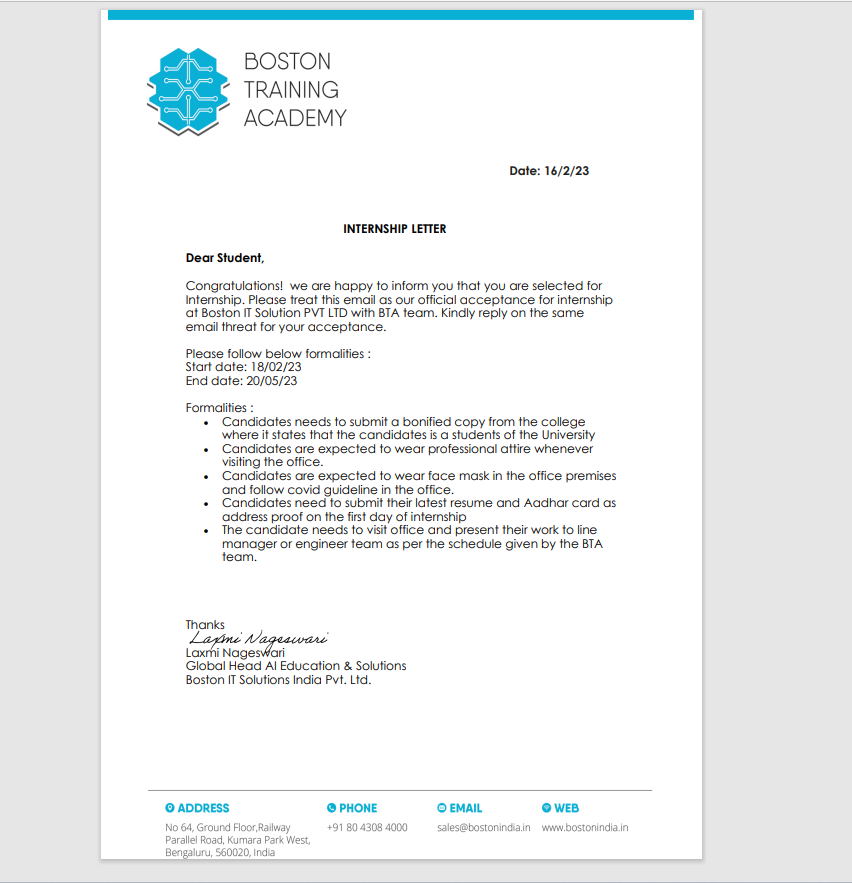 BOSTON
TRAINING
ACADEMY
Date: 16/2/23
INTERNSHIP LETTER
Dear Student,
Congratulations!  we are happy to inform you that you are selected for
Internship. Please treat this email as our official acceptance for internship
at Boston IT Solution PVT LTD with BTA team. Kindly reply on the same
email threat for your acceptance.
Please follow below formalities :
Start date: 18/02/23
End date: 20/05/23
Formalities :
• Candidates needs to submit a bonified copy from the college
where it states that the candidates is a students of the University
• Candidates are expected to wear professional attire whenever
visiting the office.
• Candidates are expected to wear face mask in the office premises
and follow covid guideline in the office.
• Candidates need to submit their latest resume and Aadhar card as
address proof on the first day of internship
• The candidate needs to visit office and present their work to line
manager or engineer team as per the schedule given by the BTA
team.
Thanks
Laxmi Nageswari
Laxmi Nageswari
Global Head AI Education & Solutions
Boston IT Solutions India Pvt. Ltd.
ADDRESS
No 64, Ground Floor,Railway
Parallel Road, Kumara Park West,
Bengaluru, 560020, India
PHONE
+91 80 4308 4000
EMAIL
sales@bostonindia.in
WEB
www.bostonindia.in